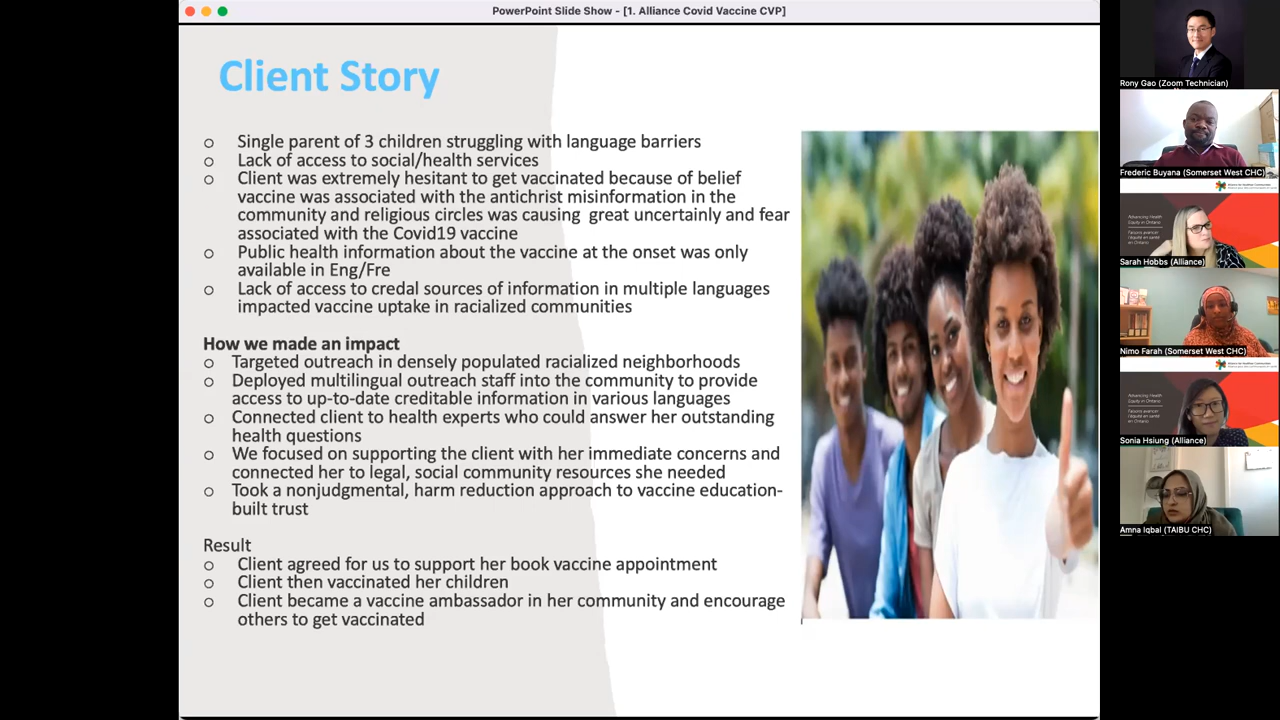 PowerPoint Slide Show - [1. Alliance Covid Vaccine CVP]
Client Story
o Single parent of 3 children struggling with language barriers
o Lack of access to social/health services
o Client was extremely hesitant to get vaccinated because of belief
vaccine was associated with the antichrist misinformation in the
community and religious circles was causing great uncertainly and fear
associated with the Covid19 vaccine
o Public health information about the vaccine at the onset was only
available in Eng/Fre
o Lack of access to credal sources of information in multiple languages
impacted vaccine uptake in racialized communities
How we made an impact
o Targeted outreach in densely populated racialized neighborhoods
o Deployed multilingual outreach staff into the community to provide
access to up-to-date creditable information in various languages
o Connected client to health experts who could answer her outstanding
health questions
o We focused on supporting the client with her immediate concerns and
connected her to legal, social community resources she needed
o Took a nonjudgmental, harm reduction approach to vaccine education-
built trust
Result
o Client agreed for us to support her book vaccine appointment
o Client then vaccinated her children
o Client became a vaccine ambassador in her community and encourage
others to get vaccinated
Rony Gao (Zoom Technician)
Frederic Buyana (Somerset West CHC)
Advancing Health
Equity in Ontario
Sarah Hobbs (Alliance)
Nimo Farah (Somerset West CHC)
Advancing Health
Equity in Ontario
Sonia Hsiung (Alliance)
Amna Iqbal (TAIBU CHC)